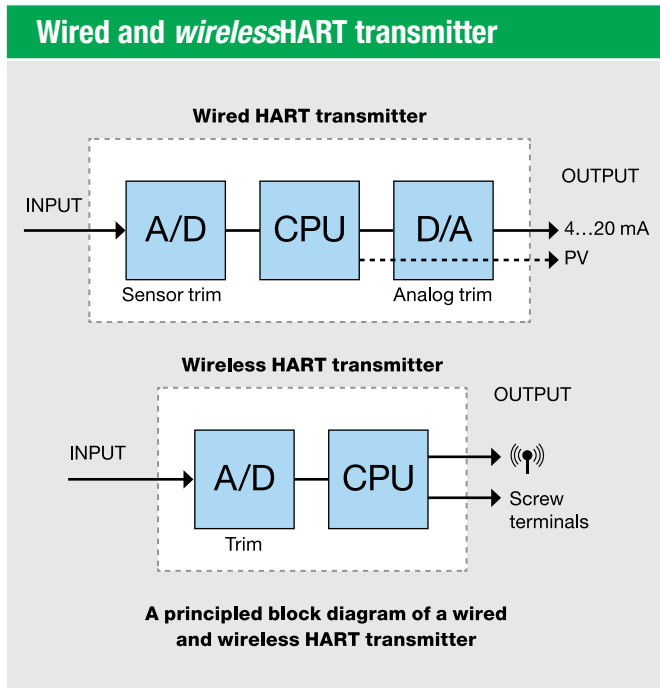 Wired and wirelessHART transmitter
Wired HART transmitter
OUTPUT
INPUT
A/D
CPU
D/A
4...20 mA
PV
Sensor trim
Analog trim
Wireless HART transmitter
OUTPUT
INPUT
A/D
CPU
Screw
terminals
Trim
A principled block diagram of a wired
and wireless HART transmitter